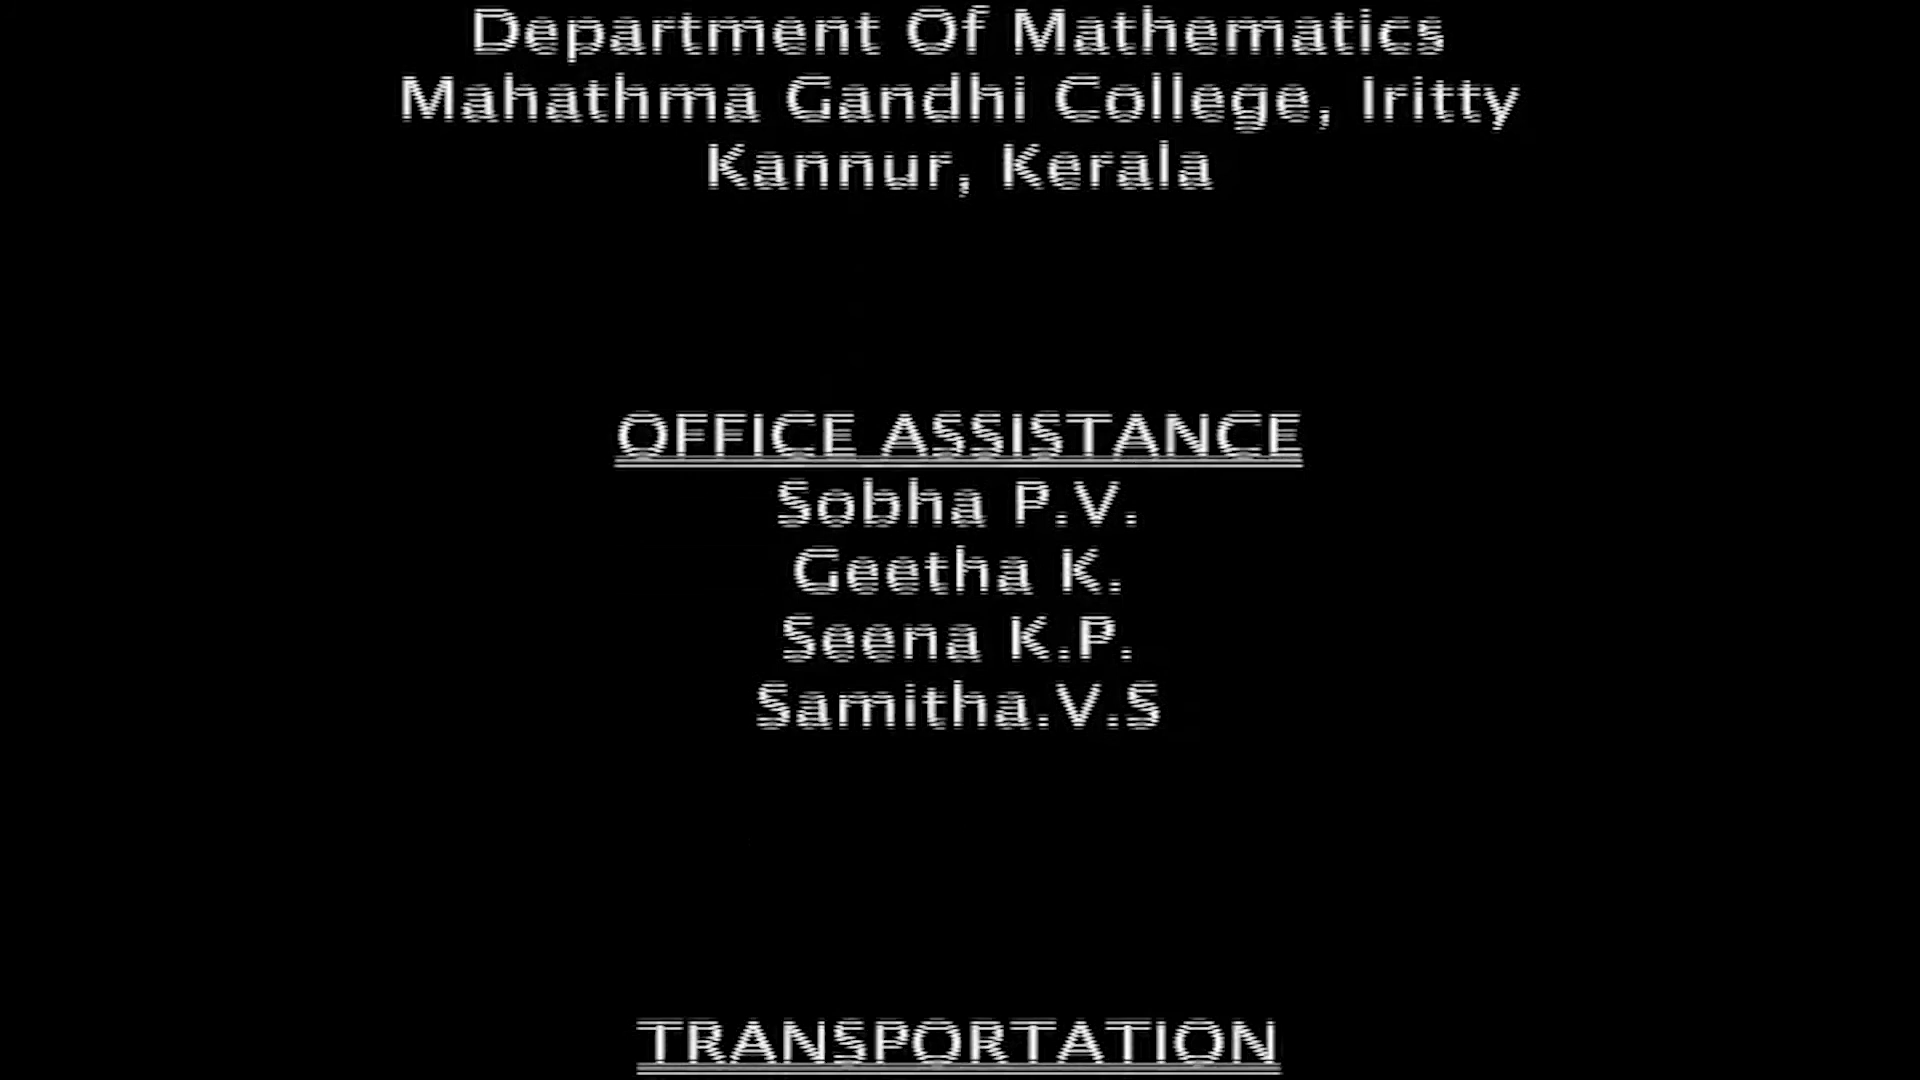 Department Of Mathematics
Mahathma Gandhi College, Iritty
Kannur, Kerala
OFFICE ASSISTANCE
Sobha P.V.
Geetha K.
Seena K.P.
Samitha.V.S
TRANSPORTATION